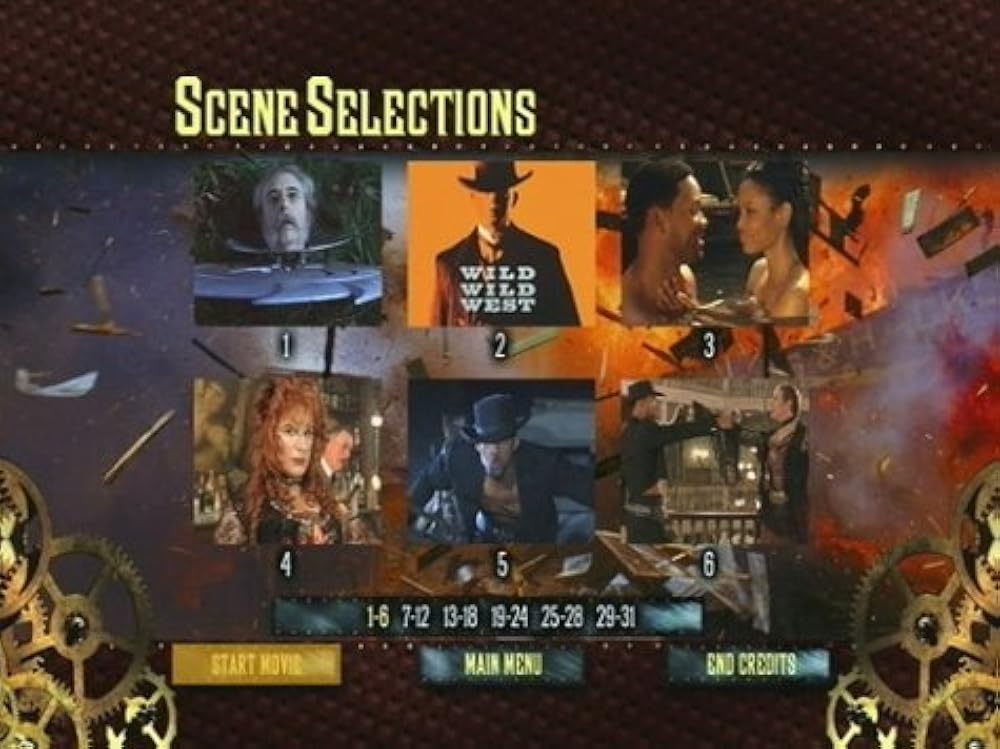 SCENE SELECTIONS
WILD
WILD
WEST
1 2 3
4 5 6
1-6 7-12 13-18 19-24 25-28 29-31
START MOVIE MAIN MENU END CREDITS